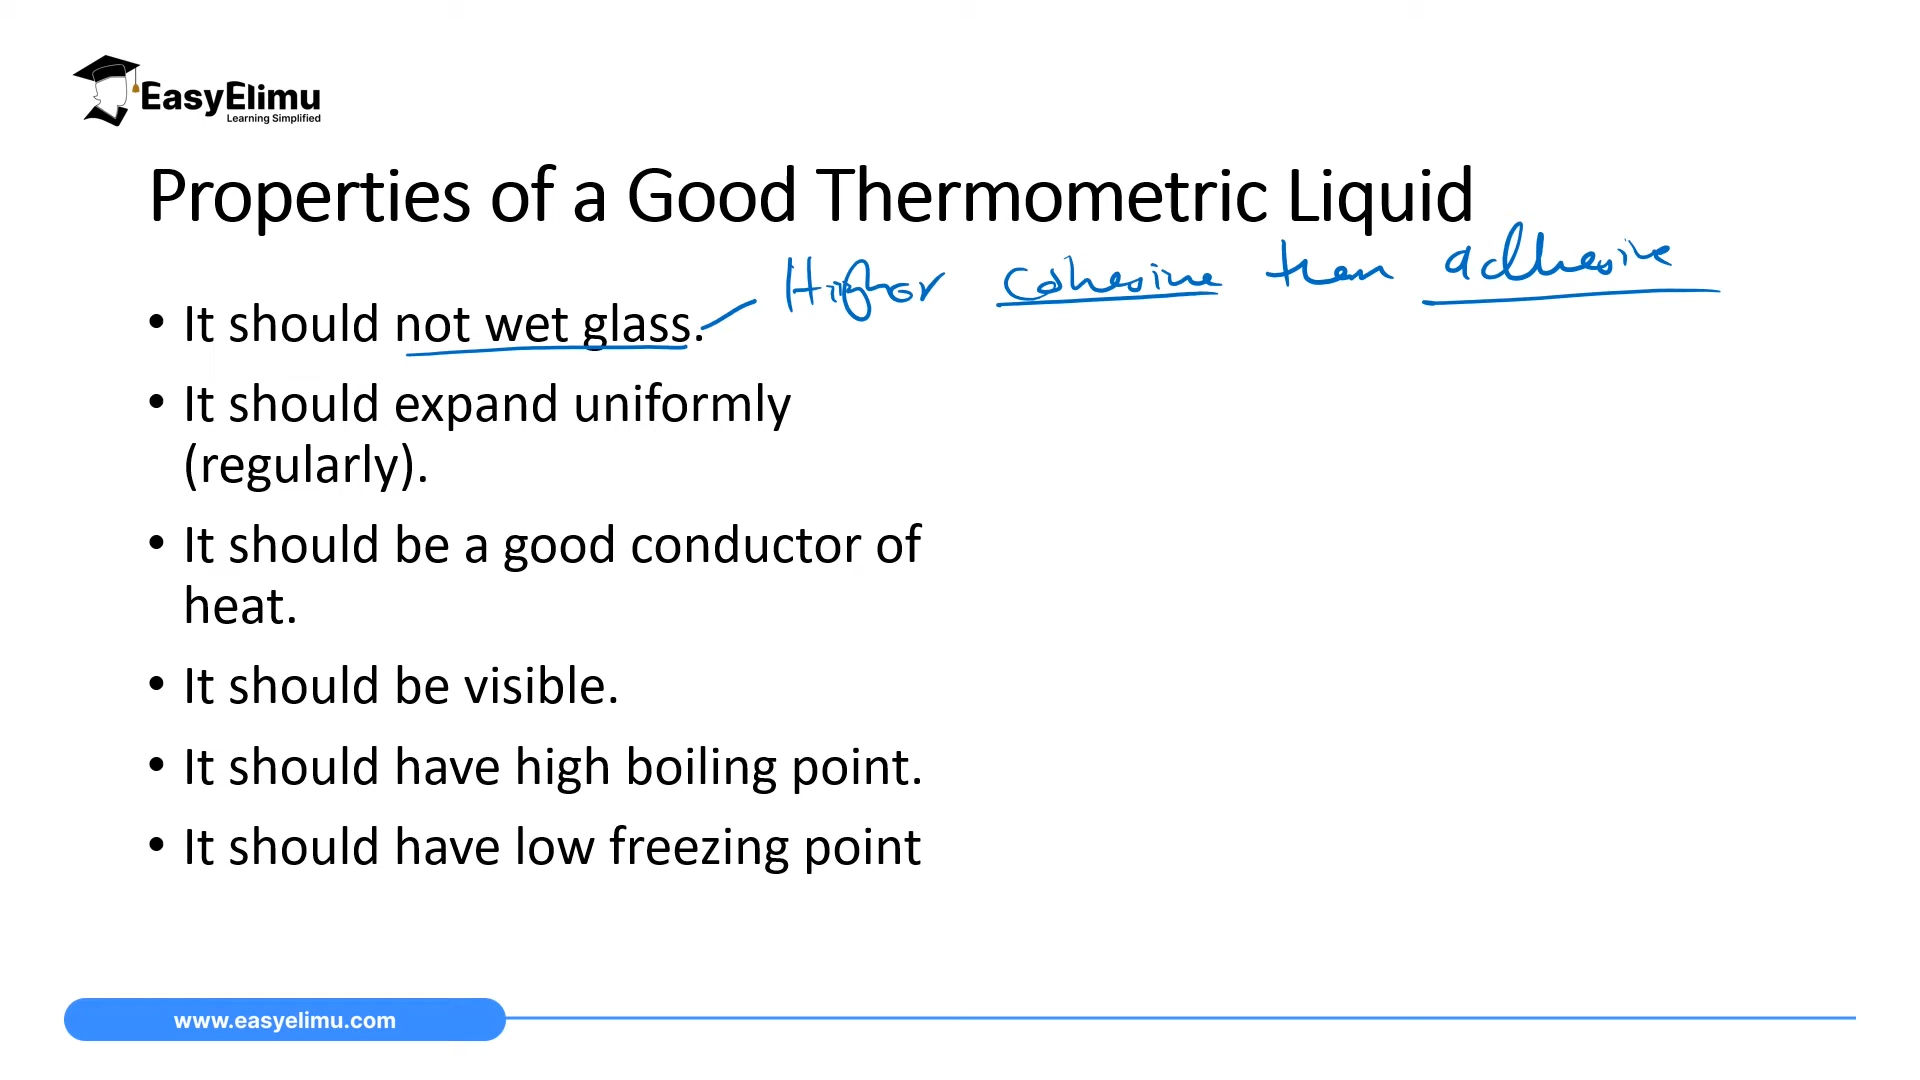 EasyElimu
Learning Simplified
Properties of a Good Thermometric Liquid
Higher cohesive than adhesive
• It should not wet glass.
• It should expand uniformly
(regularly).
• It should be a good conductor of
heat.
• It should be visible.
• It should have high boiling point.
• It should have low freezing point
www.easyelimu.com